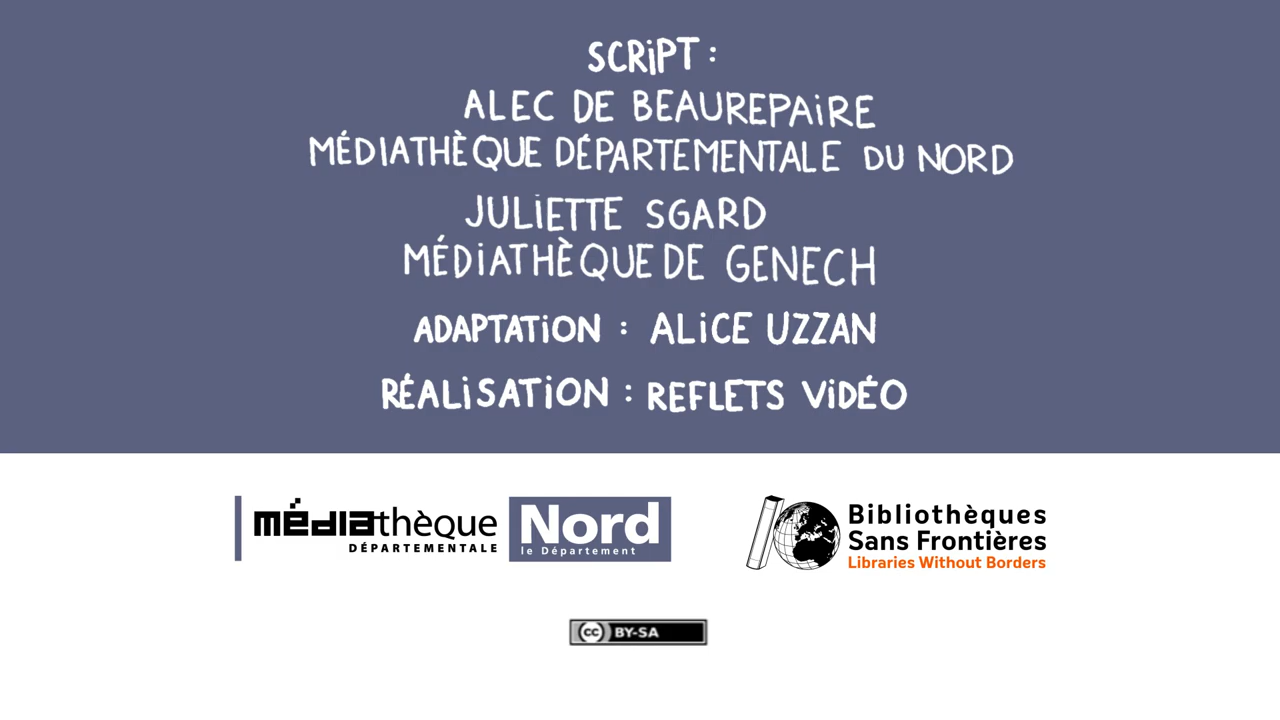 SCRiPT :
ALEC DE BEAUREPAiRE
MÉDIATHÈQUE DÉPARTEMENTALE DU NORD
JULiETTE SGARD
MÉDiATHÈQUE DE GENECH
ADAPTATiON : ALiCE UZZAN
RÉALiSATiON : REFLETS ViDÉO
médiathèque
DÉPARTEMENTALE
Nord
le Département
Bibliothèques
Sans Frontières
Libraries Without Borders
cc BY-SA